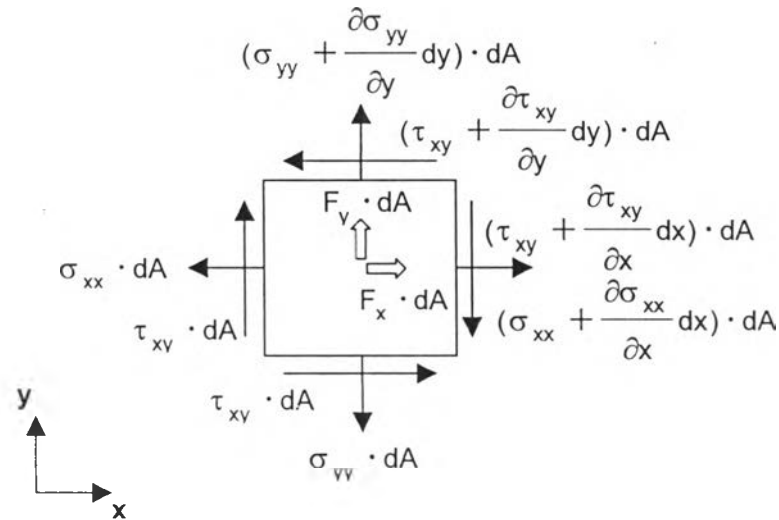 (σ_yy + ∂σ_yy/∂y dy) · dA
(τ_xy + ∂τ_xy/∂y dy) · dA
F_y · dA
(τ_xy + ∂τ_xy/∂x dx) · dA
σ_xx · dA
F_x · dA
(σ_xx + ∂σ_xx/∂x dx) · dA
τ_xy · dA
τ_xy · dA
σ_yy · dA
y
x